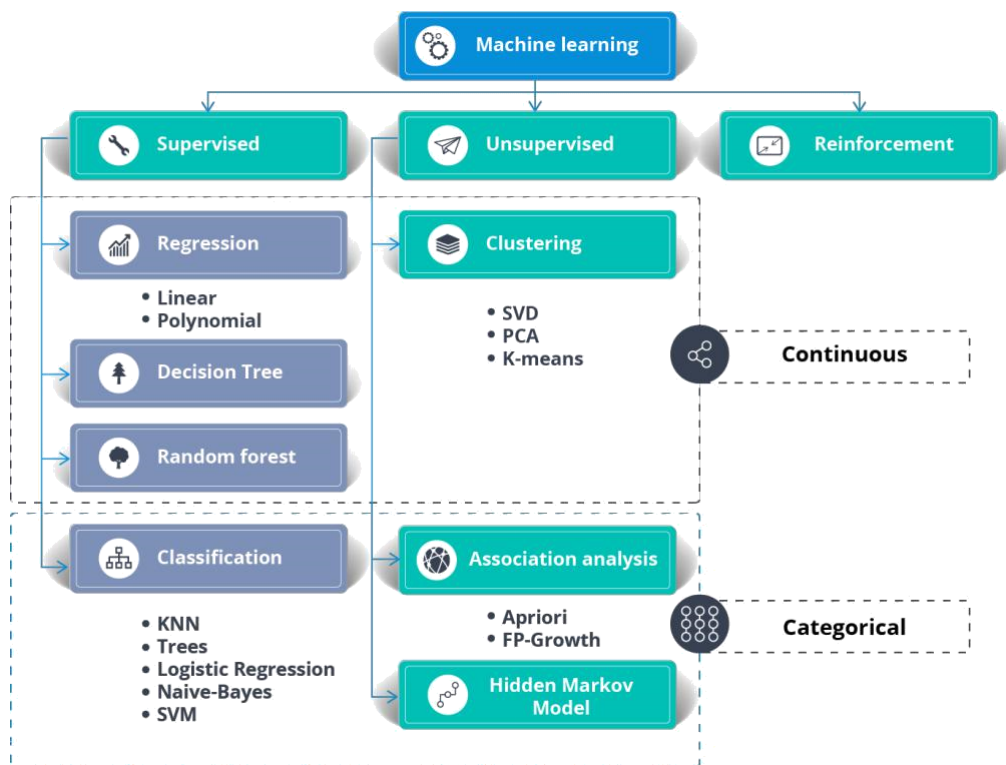 Machine learning
Supervised
Unsupervised
Reinforcement
Regression
• Linear
• Polynomial
Decision Tree
Random forest
Clustering
• SVD
• PCA
• K-means
Continuous
Classification
• KNN
• Trees
• Logistic Regression
• Naive-Bayes
• SVM
Association analysis
• Apriori
• FP-Growth
Hidden Markov
Model
Categorical